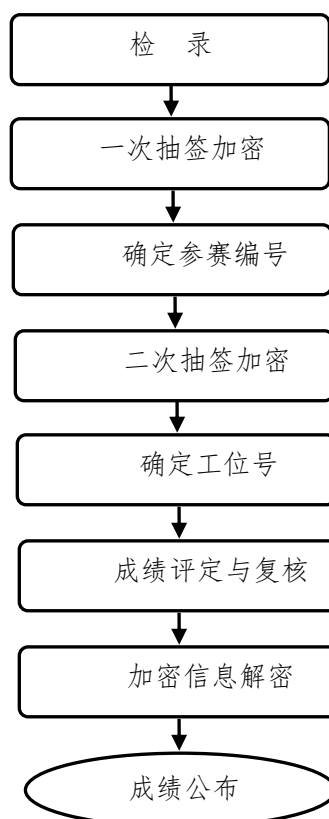 检 录
一次抽签加密
确定参赛编号
二次抽签加密
确定工位号
成绩评定与复核
加密信息解密
成绩公布